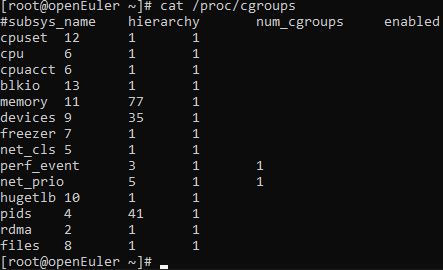 [root@openEuler ~]# cat /proc/cgroups
#subsys_name hierarchy num_cgroups enabled
cpuset 12 1 1
cpu 6 1 1
cpuacct 6 1 1
blkio 13 1 1
memory 11 77 1
devices 9 35 1
freezer 7 1 1
net_cls 5 1 1
perf_event 3 1 1
net_prio 5 1 1
hugetlb 10 1 1
pids 4 41 1
rdma 2 1 1
files 8 1 1
[root@openEuler ~]#